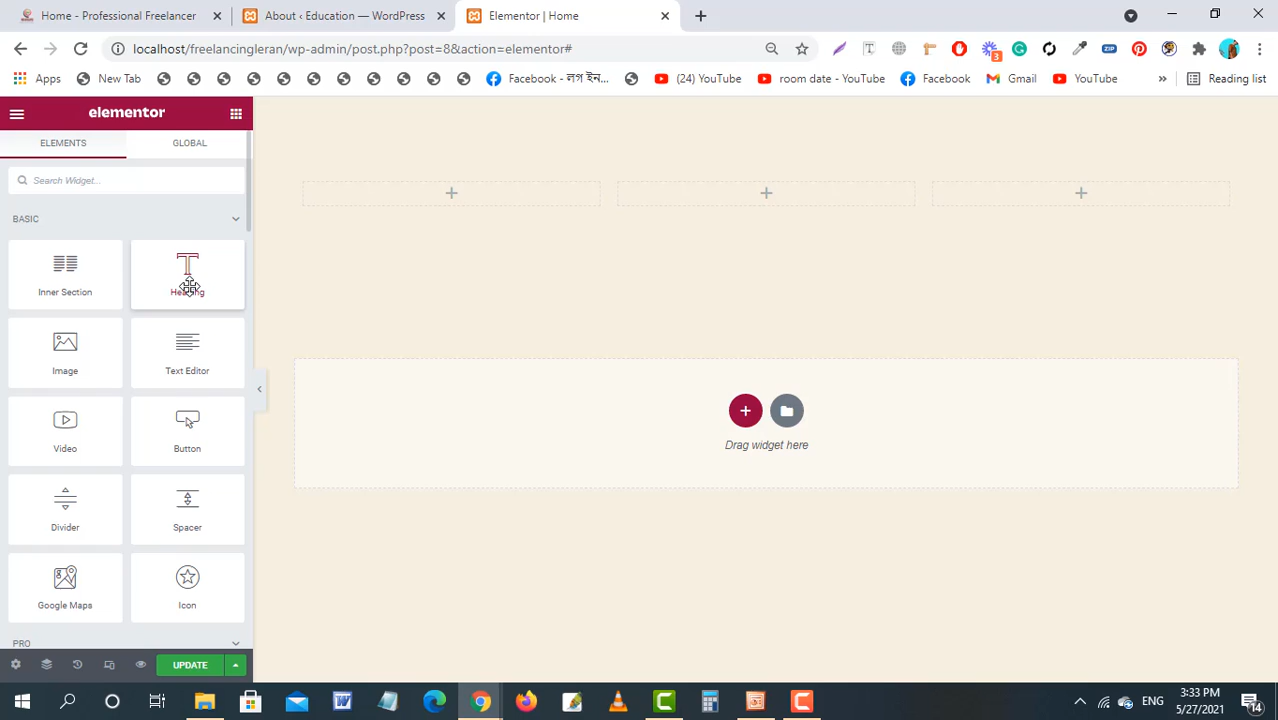 Home - Professional Freelancer
About ‹ Education — WordPress
Elementor | Home
localhost/freelancingleran/wp-admin/post.php?post=8&action=elementor#
Apps
New Tab
Facebook - লগ ইন...
(24) YouTube
room date - YouTube
Facebook
Gmail
YouTube
»
Reading list
elementor
ELEMENTS
GLOBAL
Search Widget...
BASIC
Inner Section
Heading
Image
Text Editor
Video
Button
Divider
Spacer
Google Maps
Icon
PRO
UPDATE
Drag widget here
ZIP
3
ENG
3:33 PM
5/27/2021
14